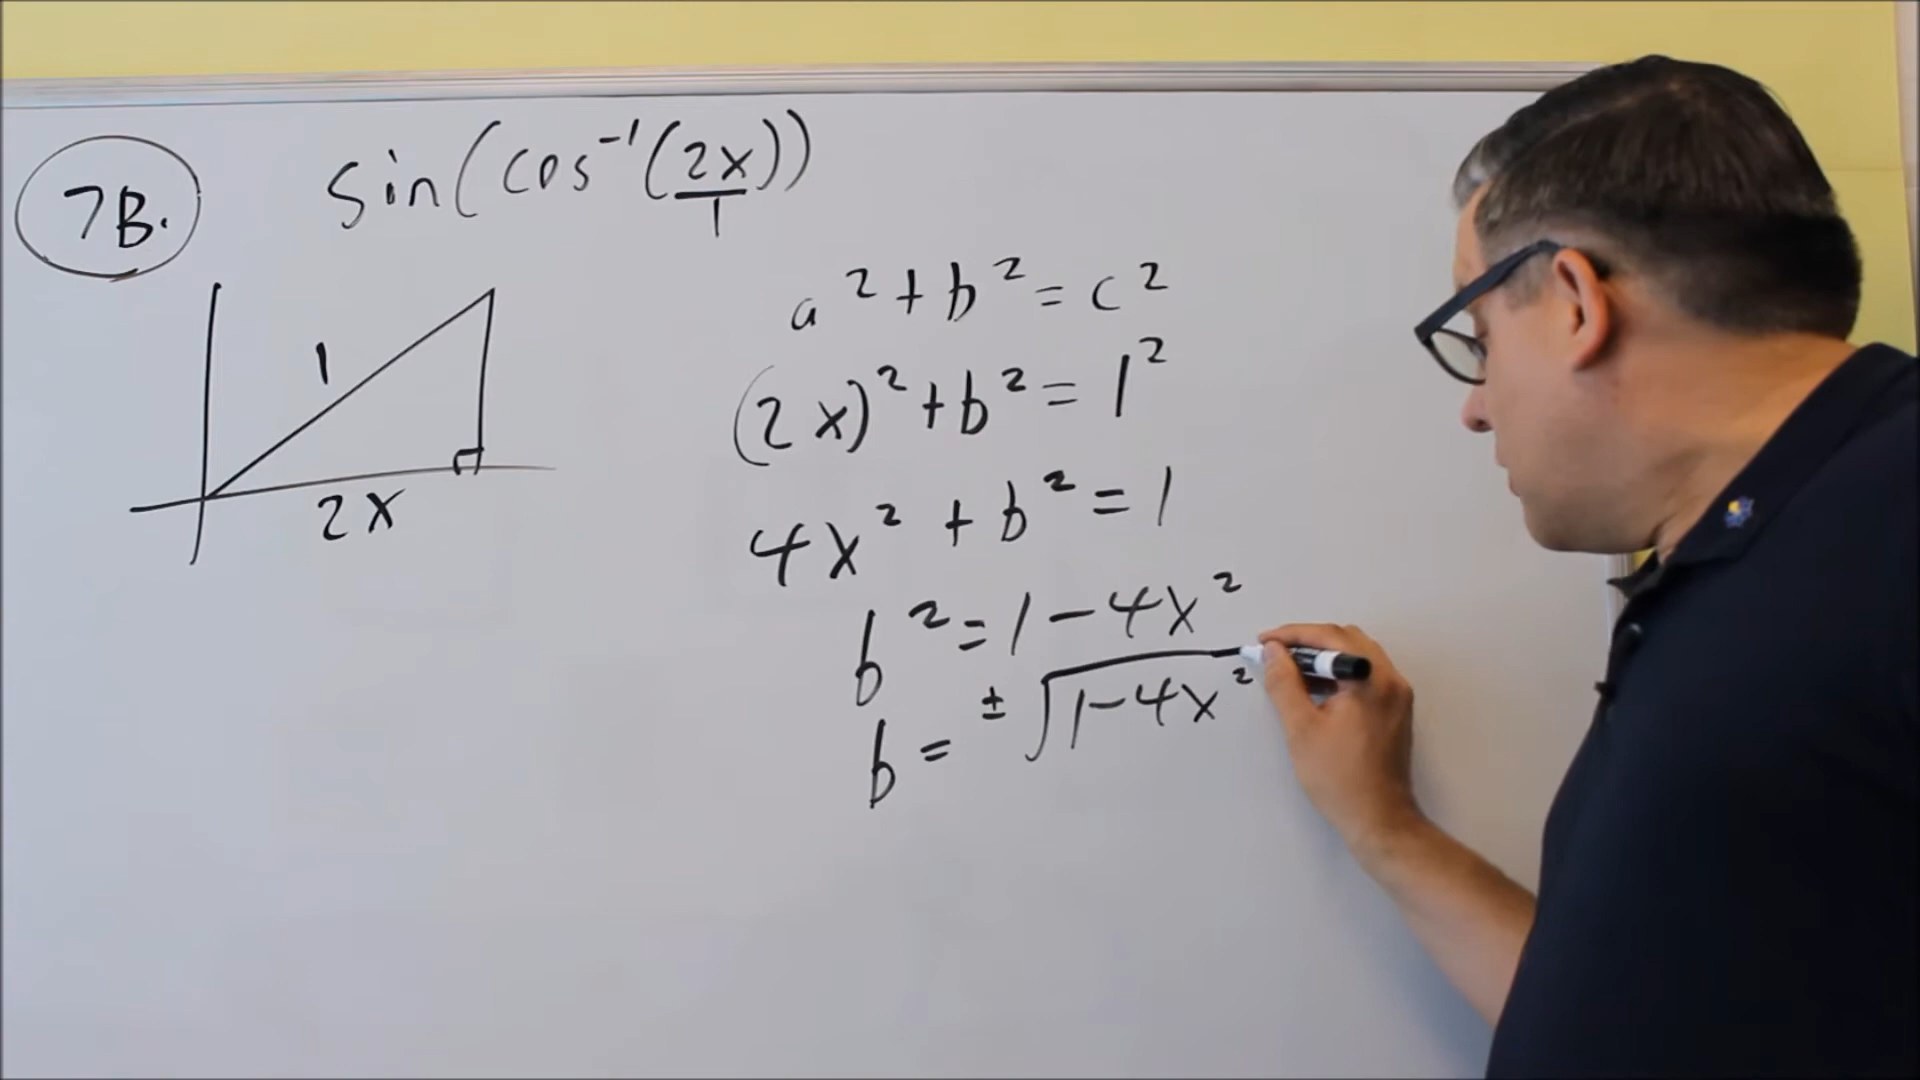 7B.
sin(cos⁻¹(2x/1))
1
2x
a² + b² = c²
(2x)² + b² = 1²
4x² + b² = 1
b² = 1 - 4x²
b = ± √1-4x²